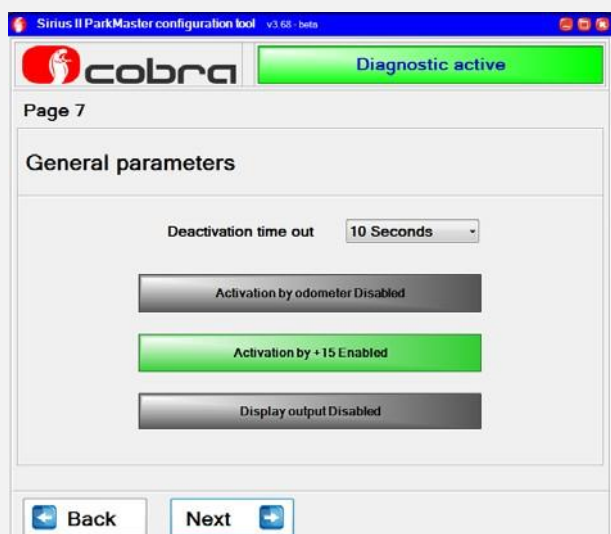 Sirius II ParkMaster configuration tool v3.68 - beta
cobra
Diagnostic active
Page 7
General parameters
Deactivation time out 10 Seconds
Activation by odometer Disabled
Activation by +15 Enabled
Display output Disabled
Back Next